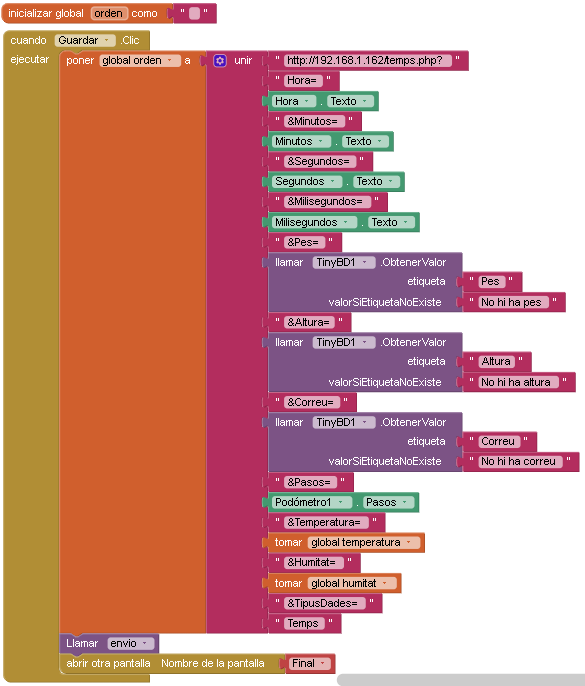 inicializar global orden como " "
cuando Guardar .Clic
ejecutar poner global orden a unir " http://192.168.1.162/temps.php? "
" Hora= "
Hora . Texto
" &Minutos= "
Minutos . Texto
" &Segundos= "
Segundos . Texto
" &Milisegundos= "
Milisegundos . Texto
" &Pes= "
llamar TinyBD1 .ObtenerValor
etiqueta " Pes "
valorSiEtiquetaNoExiste " No hi ha pes "
" &Altura= "
llamar TinyBD1 .ObtenerValor
etiqueta " Altura "
valorSiEtiquetaNoExiste " No hi ha altura "
" &Correu= "
llamar TinyBD1 .ObtenerValor
etiqueta " Correu "
valorSiEtiquetaNoExiste " No hi ha correu "
" &Pasos= "
Podómetro1 . Pasos
" &Temperatura= "
tomar global temperatura
" &Humitat= "
tomar global humitat
" &TipusDades= "
" Temps "
Llamar envio
abrir otra pantalla Nombre de la pantalla Final